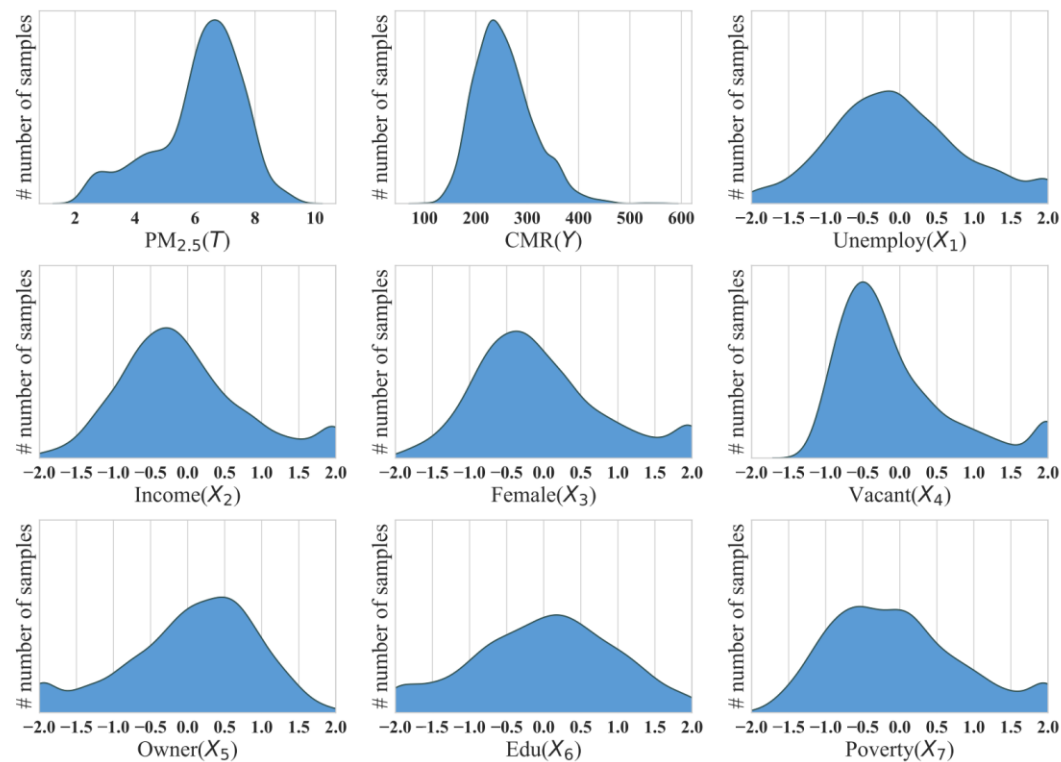 # number of samples
2 4 6 8 10
PM2.5(T)
# number of samples
100 200 300 400 500 600
CMR(Y)
# number of samples
−2.0 −1.5 −1.0 −0.5 0.0 0.5 1.0 1.5 2.0
Unemploy(X1)
# number of samples
−2.0 −1.5 −1.0 −0.5 0.0 0.5 1.0 1.5 2.0
Income(X2)
# number of samples
−2.0 −1.5 −1.0 −0.5 0.0 0.5 1.0 1.5 2.0
Female(X3)
# number of samples
−2.0 −1.5 −1.0 −0.5 0.0 0.5 1.0 1.5 2.0
Vacant(X4)
# number of samples
−2.0 −1.5 −1.0 −0.5 0.0 0.5 1.0 1.5 2.0
Owner(X5)
# number of samples
−2.0 −1.5 −1.0 −0.5 0.0 0.5 1.0 1.5 2.0
Edu(X6)
# number of samples
−2.0 −1.5 −1.0 −0.5 0.0 0.5 1.0 1.5 2.0
Poverty(X7)